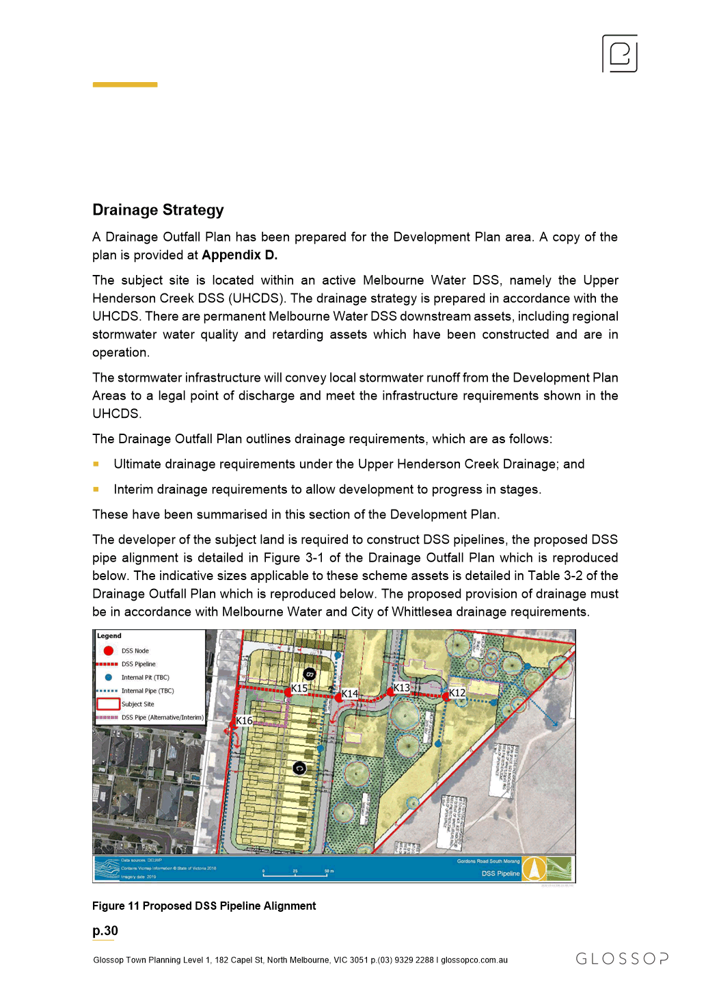 Drainage Strategy
A Drainage Outfall Plan has been prepared for the Development Plan area. A copy of the
plan is provided at Appendix D.
The subject site is located within an active Melbourne Water DSS, namely the Upper
Henderson Creek DSS (UHCDS). The drainage strategy is prepared in accordance with the
UHCDS. There are permanent Melbourne Water DSS downstream assets, including regional
stormwater water quality and retarding assets which have been constructed and are in
operation.
The stormwater infrastructure will convey local stormwater runoff from the Development Plan
Areas to a legal point of discharge and meet the infrastructure requirements shown in the
UHCDS.
The Drainage Outfall Plan outlines drainage requirements, which are as follows:
Ultimate drainage requirements under the Upper Henderson Creek Drainage; and
Interim drainage requirements to allow development to progress in stages.
These have been summarised in this section of the Development Plan.
The developer of the subject land is required to construct DSS pipelines, the proposed DSS
pipe alignment is detailed in Figure 3-1 of the Drainage Outfall Plan which is reproduced
below. The indicative sizes applicable to these scheme assets is detailed in Table 3-2 of the
Drainage Outfall Plan which is reproduced below. The proposed provision of drainage must
be in accordance with Melbourne Water and City of Whittlesea drainage requirements.
Legend
DSS Node
DSS Pipeline
Internal Pit (TBC)
Internal Pipe (TBC)
Subject Site
DSS Pipe (Alternative/Interim)
B
K15
K14
K13
K12
K16
C
Data sources DELWP
Contains Vicmap Information © State of Victoria 2018
Imagery date 2019
0 25 50 m
Gordons Road South Morang
DSS Pipeline
Figure 11 Proposed DSS Pipeline Alignment
p.30
Glossop Town Planning Level 1, 182 Capel St, North Melbourne, VIC 3051 p.(03) 9329 2288 I glossopco.com.au
GLOSSOP